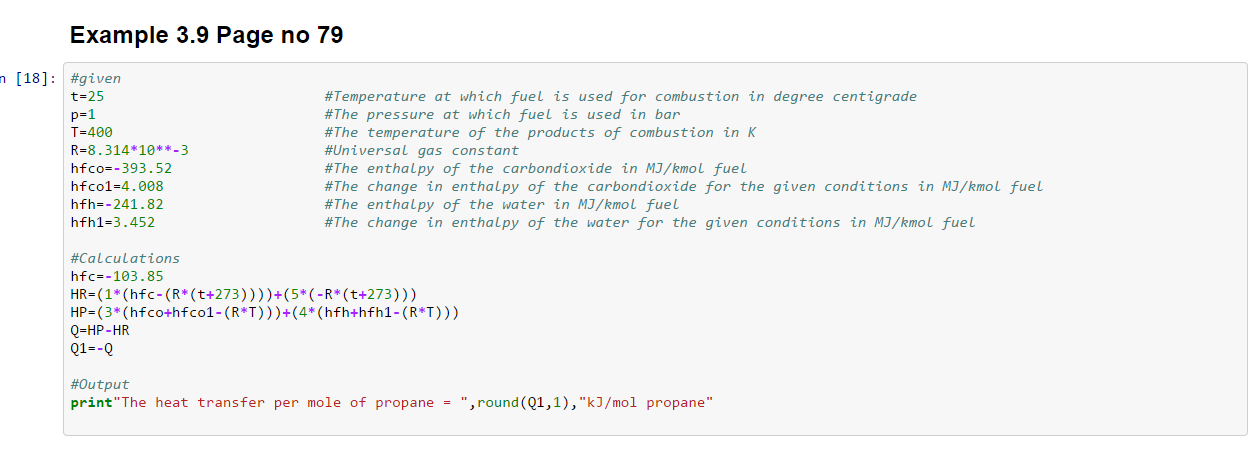 Example 3.9 Page no 79
n [18]:
#given
t=25 #Temperature at which fuel is used for combustion in degree centigrade
p=1 #The pressure at which fuel is used in bar
T=400 #The temperature of the products of combustion in K
R=8.314*10**-3 #Universal gas constant
hfco=-393.52 #The enthalpy of the carbondioxide in MJ/kmol fuel
hfco1=4.008 #The change in enthalpy of the carbondioxide for the given conditions in MJ/kmol fuel
hfh=-241.82 #The enthalpy of the water in MJ/kmol fuel
hfh1=3.452 #The change in enthalpy of the water for the given conditions in MJ/kmol fuel
#Calculations
hfc=-103.85
HR=(1*(hfc-(R*(t+273))))+(5*(-R*(t+273)))
HP=(3*(hfco+hfco1-(R*T)))+(4*(hfh+hfh1-(R*T)))
Q=HP-HR
Q1=-Q
#Output
print"The heat transfer per mole of propane = ",round(Q1,1),"kJ/mol propane"